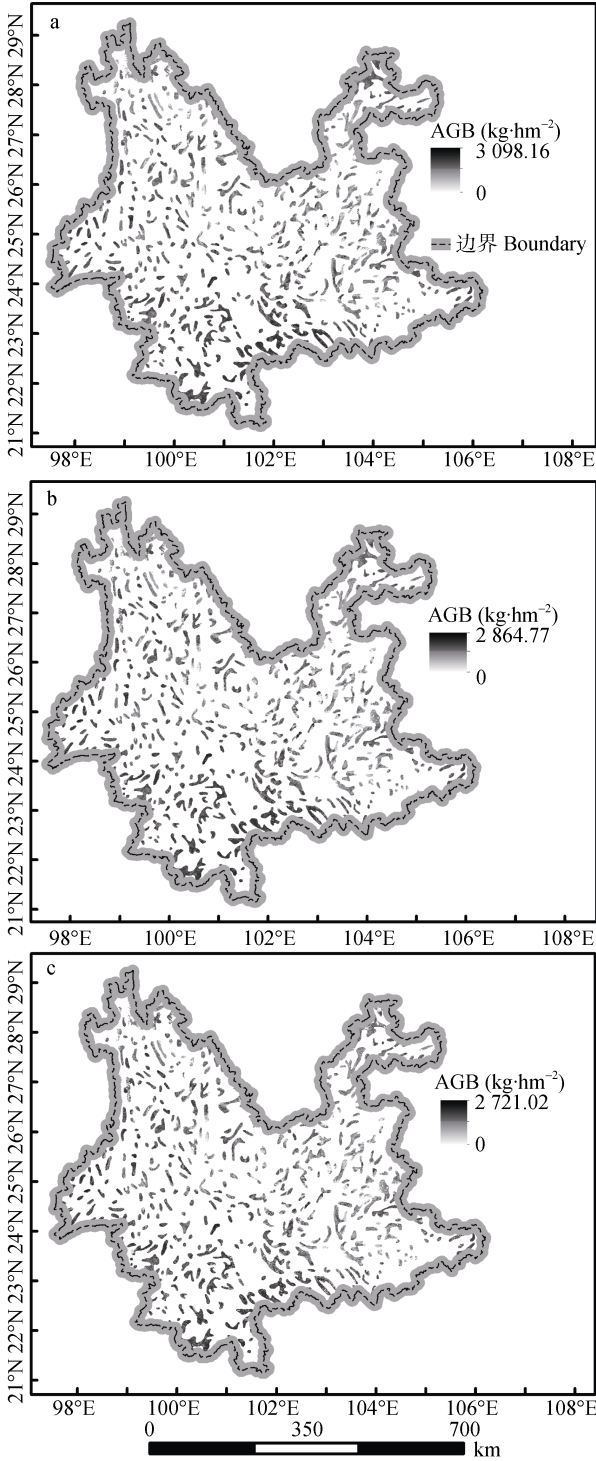 a
29°N
28°N
27°N
26°N
25°N
24°N
23°N
22°N
21°N
AGB (kg·hm⁻²)
3 098.16
0
边界 Boundary
98°E 100°E 102°E 104°E 106°E 108°E
b
29°N
28°N
27°N
26°N
25°N
24°N
23°N
22°N
21°N
AGB (kg·hm⁻²)
2 864.77
0
98°E 100°E 102°E 104°E 106°E 108°E
c
29°N
28°N
27°N
26°N
25°N
24°N
23°N
22°N
21°N
AGB (kg·hm⁻²)
2 721.02
0
98°E 100°E 102°E 104°E 106°E 108°E
0 350 700
km